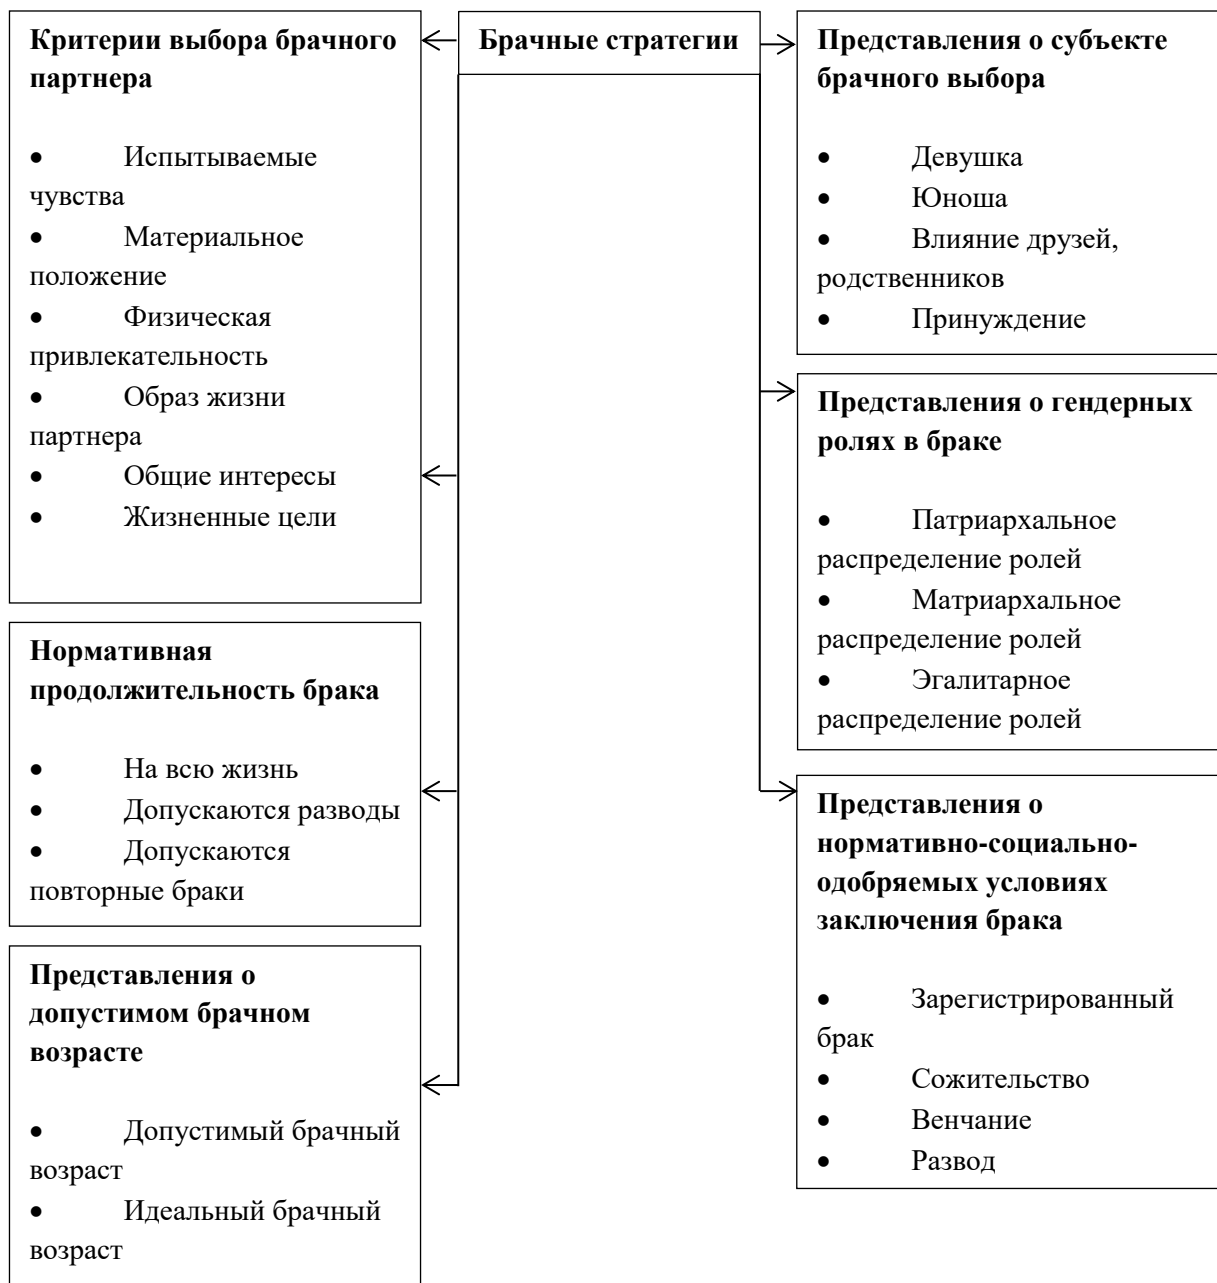 Критерии выбора брачного
партнера
• Испытываемые
чувства
• Материальное
положение
• Физическая
привлекательность
• Образ жизни
партнера
• Общие интересы
• Жизненные цели
Нормативная
продолжительность брака
• На всю жизнь
• Допускаются разводы
• Допускаются
повторные браки
Представления о
допустимом брачном
возрасте
• Допустимый брачный
возраст
• Идеальный брачный
возраст
Брачные стратегии
Представления о субъекте
брачного выбора
• Девушка
• Юноша
• Влияние друзей,
родственников
• Принуждение
Представления о гендерных
ролях в браке
• Патриархальное
распределение ролей
• Матриархальное
распределение ролей
• Эгалитарное
распределение ролей
Представления о
нормативно-социально-
одобряемых условиях
заключения брака
• Зарегистрированный
брак
• Сожительство
• Венчание
• Развод